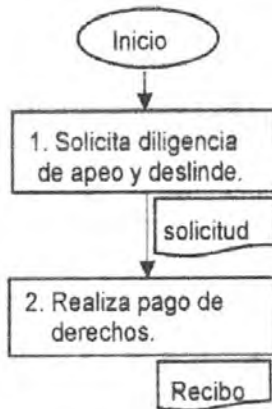 Inicio
1. Solicita diligencia
de apeo y deslinde.
solicitud
2. Realiza pago de
derechos.
Recibo